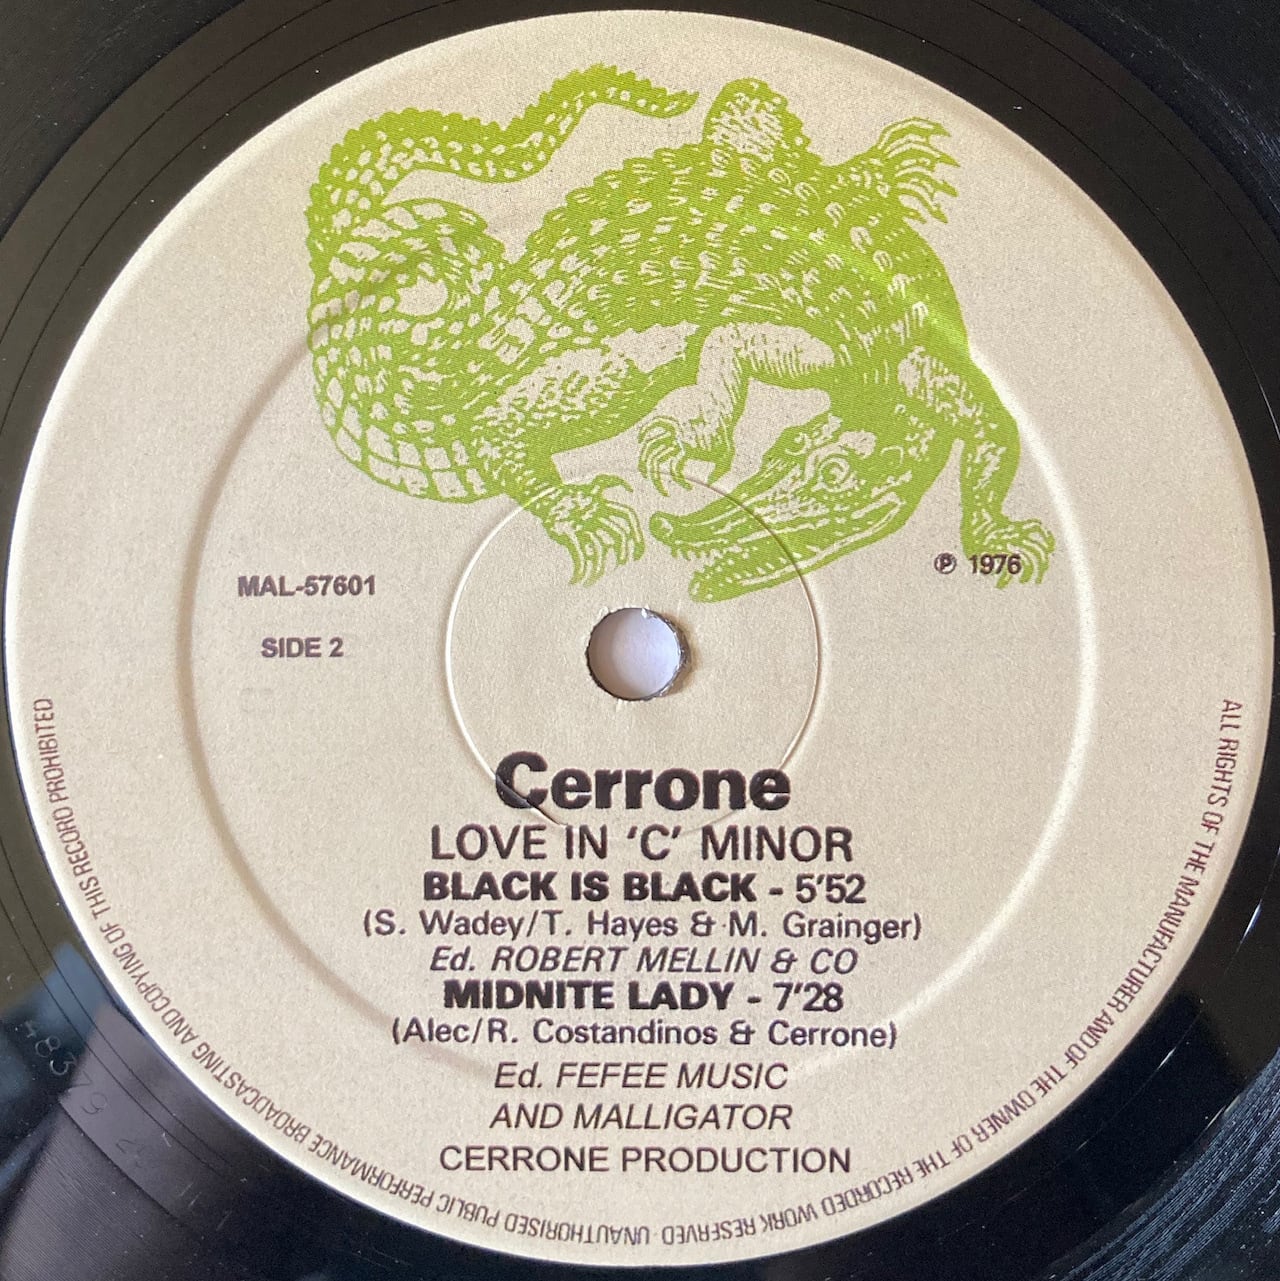 ℗ 1976
MAL-57601
SIDE 2
Cerrone
LOVE IN ‘C’ MINOR
BLACK IS BLACK - 5’52
(S. Wadey/T. Hayes & M. Grainger)
Ed. ROBERT MELLIN & CO
MIDNITE LADY - 7’28
(Alec/R. Costandinos & Cerrone)
Ed. FEFEE MUSIC
AND MALLIGATOR
CERRONE PRODUCTION
ALL RIGHTS OF THE MANUFACTURER AND OF THE OWNER OF THE RECORDED WORK RESERVED · UNAUTHORISED PUBLIC PERFORMANCE BROADCASTING AND COPYING OF THIS RECORD PROHIBITED